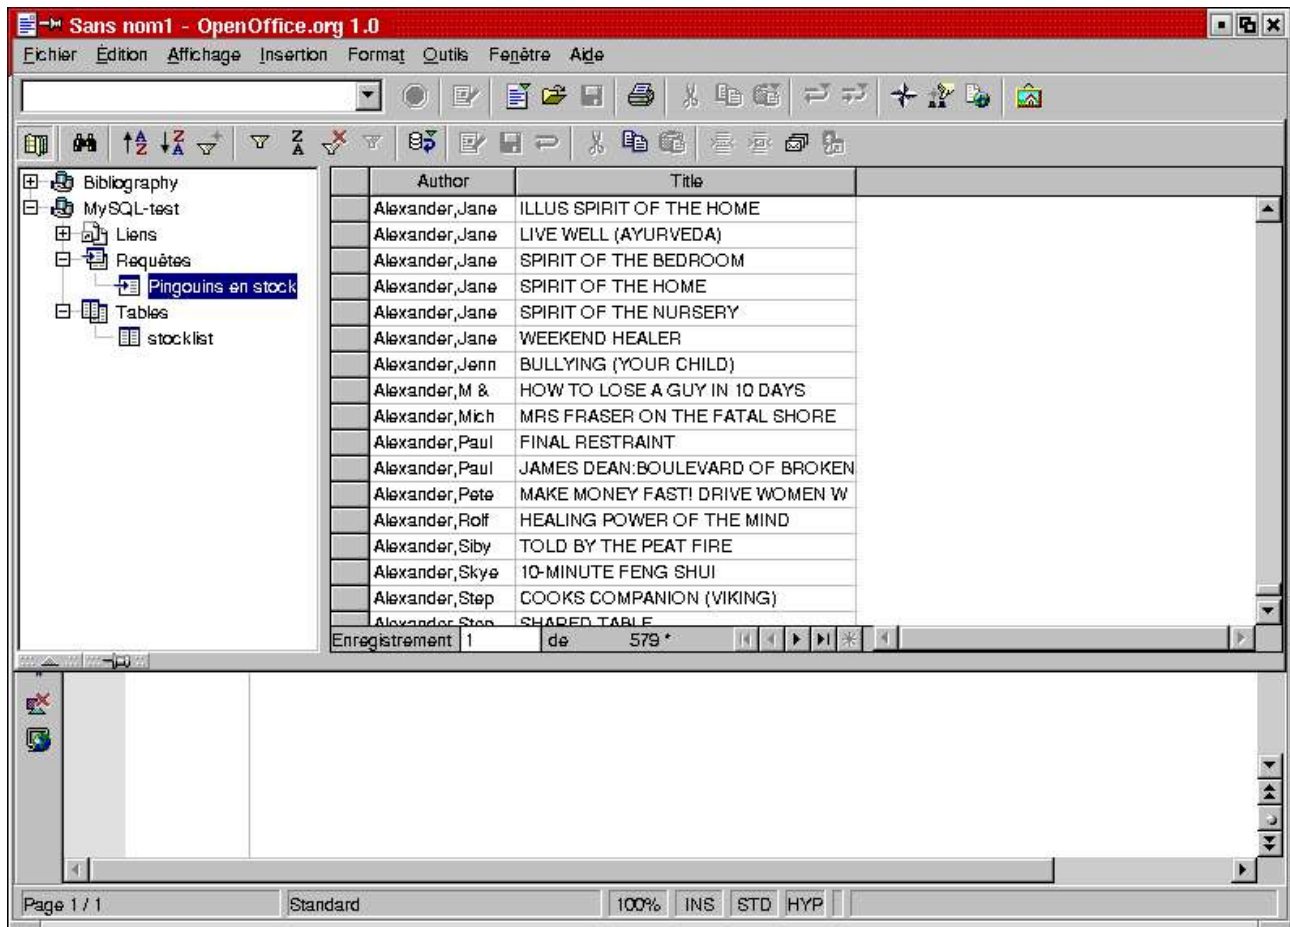 Sans nom1 - OpenOffice.org 1.0
Fichier Édition Affichage Insertion Format Outils Fenêtre Aide
Bibliography
MySQL-test
Liens
Requêtes
Pingouins en stock
Tables
stocklist
Author Title
Alexander,Jane ILLUS SPIRIT OF THE HOME
Alexander,Jane LIVE WELL (AYURVEDA)
Alexander,Jane SPIRIT OF THE BEDROOM
Alexander,Jane SPIRIT OF THE HOME
Alexander,Jane SPIRIT OF THE NURSERY
Alexander,Jane WEEKEND HEALER
Alexander,Jenn BULLYING (YOUR CHILD)
Alexander,M & HOW TO LOSE A GUY IN 10 DAYS
Alexander,Mich MRS FRASER ON THE FATAL SHORE
Alexander,Paul FINAL RESTRAINT
Alexander,Paul JAMES DEAN:BOULEVARD OF BROKEN
Alexander,Pete MAKE MONEY FAST! DRIVE WOMEN W
Alexander,Rolf HEALING POWER OF THE MIND
Alexander,Siby TOLD BY THE PEAT FIRE
Alexander,Skye 10-MINUTE FENG SHUI
Alexander,Step COOKS COMPANION (VIKING)
Alexander,Step SHARED TABLE
Enregistrement 1 de 579 *
Page 1 / 1 Standard 100% INS STD HYP